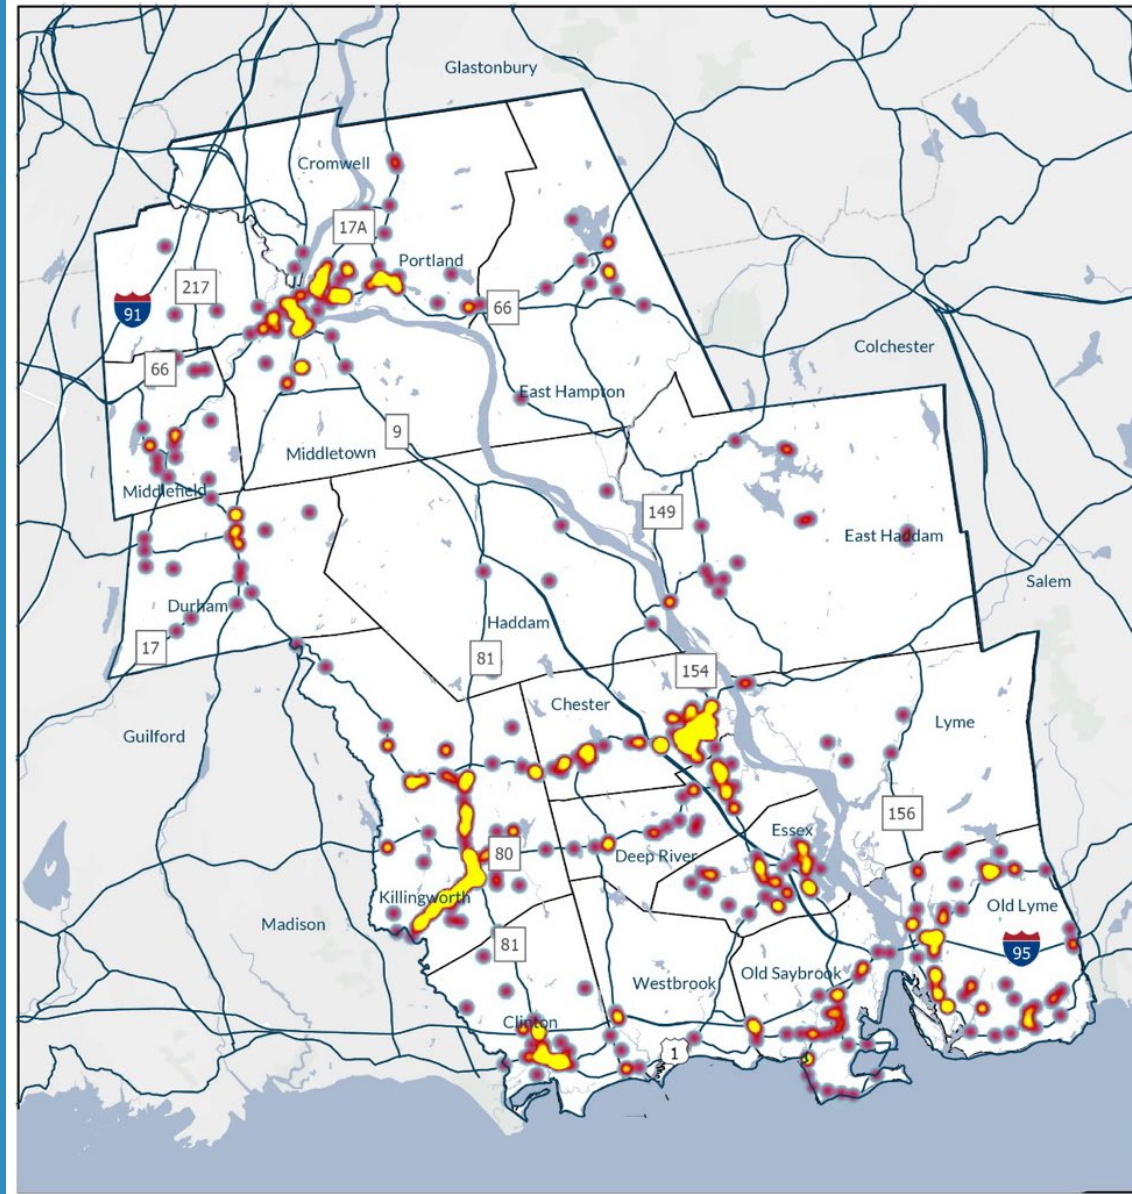 Glastonbury
Cromwell
17A
Portland
217
91
66
Colchester
66
East Hampton
9
Middletown
Middlefield
149
East Haddam
Salem
Durham
Haddam
17
81
154
Chester
Lyme
Guilford
156
Essex
80
Deep River
Killingworth
Old Lyme
Madison
81
95
Old Saybrook
Westbrook
Clinton
1